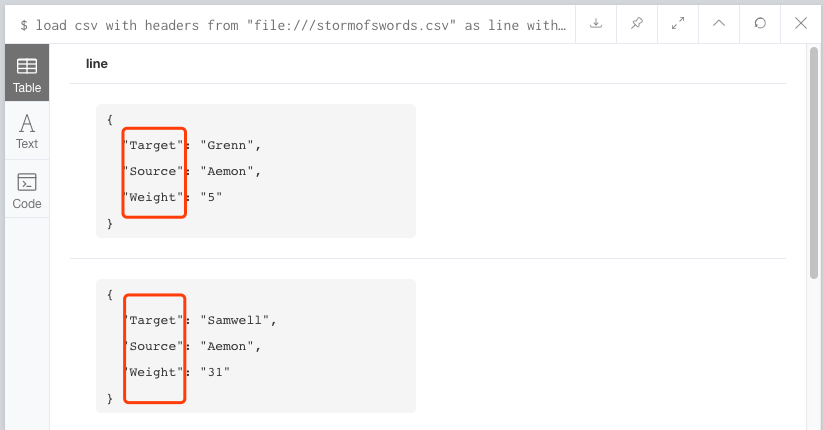 $ load csv with headers from "file:///stormofswords.csv" as line with…
Table
Text
Code
line
{
"Target": "Grenn",
"Source": "Aemon",
"Weight": "5"
}
{
"Target": "Samwell",
"Source": "Aemon",
"Weight": "31"
}